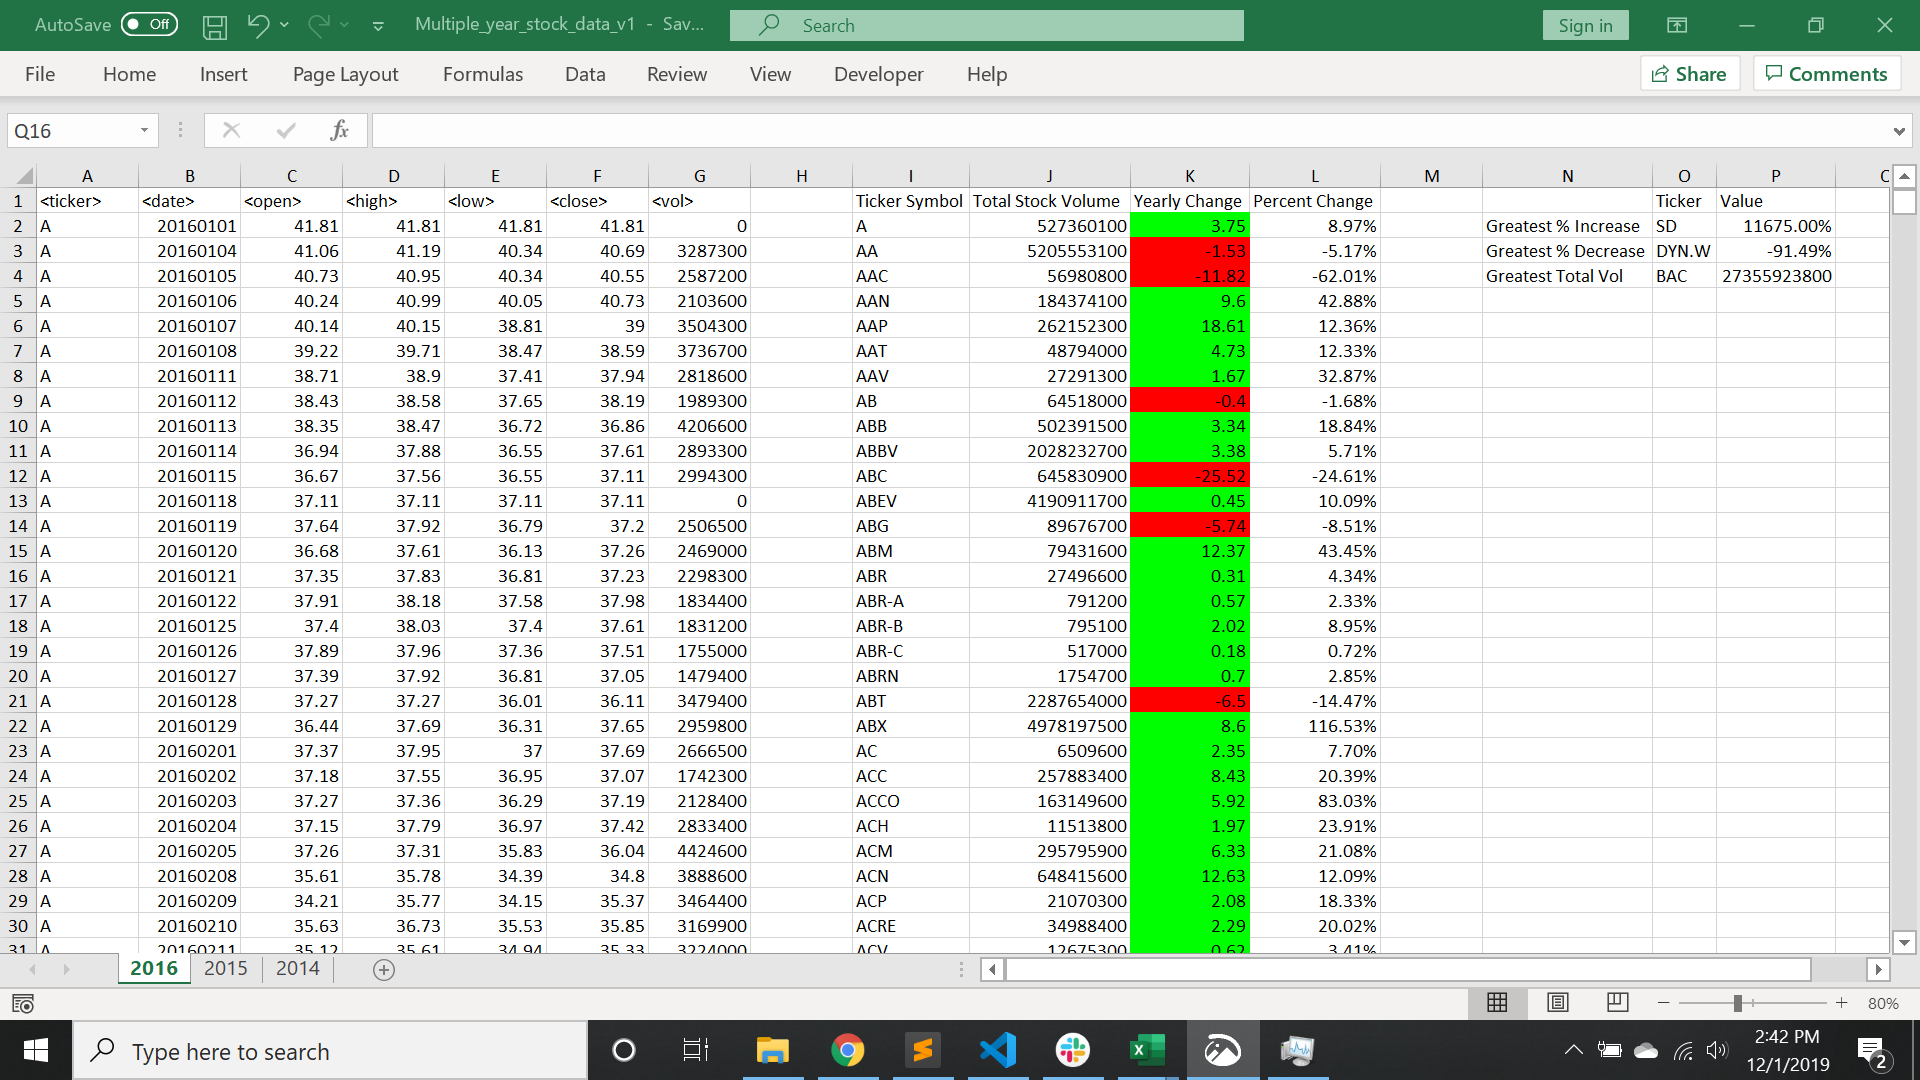 AutoSave Off Multiple_year_stock_data_v1 - Sav... Search Sign in
File Home Insert Page Layout Formulas Data Review View Developer Help Share Comments
Q16 fx
A B C D E F G H I J K L M N O P
1 <ticker> <date> <open> <high> <low> <close> <vol> Ticker Symbol Total Stock Volume Yearly Change Percent Change Ticker Value
2 A 20160101 41.81 41.81 41.81 41.81 0 A 527360100 3.75 8.97% Greatest % Increase SD 11675.00%
3 A 20160104 41.06 41.19 40.34 40.69 3287300 AA 5205553100 -1.53 -5.17% Greatest % Decrease DYN.W -91.49%
4 A 20160105 40.73 40.95 40.34 40.55 2587200 AAC 56980800 -11.82 -62.01% Greatest Total Vol BAC 27355923800
5 A 20160106 40.24 40.99 40.05 40.73 2103600 AAN 184374100 9.6 42.88%
6 A 20160107 40.14 40.15 38.81 39 3504300 AAP 262152300 18.61 12.36%
7 A 20160108 39.22 39.71 38.47 38.59 3736700 AAT 48794000 4.73 12.33%
8 A 20160111 38.71 38.9 37.41 37.94 2818600 AAV 27291300 1.67 32.87%
9 A 20160112 38.43 38.58 37.65 38.19 1989300 AB 64518000 -0.4 -1.68%
10 A 20160113 38.35 38.47 36.72 36.86 4206600 ABB 502391500 3.34 18.84%
11 A 20160114 36.94 37.88 36.55 37.61 2893300 ABBV 2028232700 3.38 5.71%
12 A 20160115 36.67 37.56 36.55 37.11 2994300 ABC 645830900 -25.52 -24.61%
13 A 20160118 37.11 37.11 37.11 37.11 0 ABEV 4190911700 0.45 10.09%
14 A 20160119 37.64 37.92 36.79 37.2 2506500 ABG 89676700 -5.74 -8.51%
15 A 20160120 36.68 37.61 36.13 37.26 2469000 ABM 79431600 12.37 43.45%
16 A 20160121 37.35 37.83 36.81 37.23 2298300 ABR 27496600 0.31 4.34%
17 A 20160122 37.91 38.18 37.58 37.98 1834400 ABR-A 791200 0.57 2.33%
18 A 20160125 37.4 38.03 37.4 37.61 1831200 ABR-B 795100 2.02 8.95%
19 A 20160126 37.89 37.96 37.36 37.51 1755000 ABR-C 517000 0.18 0.72%
20 A 20160127 37.39 37.92 36.81 37.05 1479400 ABRN 1754700 0.7 2.85%
21 A 20160128 37.27 37.27 36.01 36.11 3479400 ABT 2287654000 -6.5 -14.47%
22 A 20160129 36.44 37.69 36.31 37.65 2959800 ABX 4978197500 8.6 116.53%
23 A 20160201 37.37 37.95 37 37.69 2666500 AC 6509600 2.35 7.70%
24 A 20160202 37.18 37.55 36.95 37.07 1742300 ACC 257883400 8.43 20.39%
25 A 20160203 37.27 37.36 36.29 37.19 2128400 ACCO 163149600 5.92 83.03%
26 A 20160204 37.15 37.79 36.97 37.42 2833400 ACH 11513800 1.97 23.91%
27 A 20160205 37.26 37.31 35.83 36.04 4424600 ACM 295795900 6.33 21.08%
28 A 20160208 35.61 35.78 34.39 34.8 3888600 ACN 648415600 12.63 12.09%
29 A 20160209 34.21 35.77 34.15 35.37 3464400 ACP 21070300 2.08 18.33%
30 A 20160210 35.63 36.73 35.53 35.85 3169900 ACRE 34988400 2.29 20.02%
31 A 20160211 35.12 35.61 34.94 35.33 3224000 ACV 12675300 0.62 3.41%
2016 2015 2014
80%
Type here to search 2:42 PM
12/1/2019 2